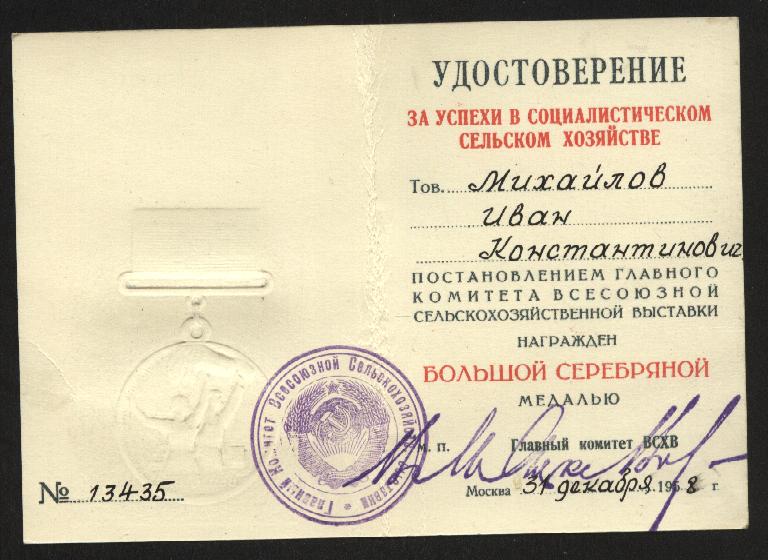 УДОСТОВЕРЕНИЕ
ЗА УСПЕХИ В СОЦИАЛИСТИЧЕСКОМ
СЕЛЬСКОМ ХОЗЯЙСТВЕ
Тов. Михайлов
Иван
Константинович
ПОСТАНОВЛЕНИЕМ ГЛАВНОГО
КОМИТЕТА ВСЕСОЮЗНОЙ
СЕЛЬСКОХОЗЯЙСТВЕННОЙ ВЫСТАВКИ
НАГРАЖДЕН
БОЛЬШОЙ СЕРЕБРЯНОЙ
МЕДАЛЬЮ
м. п. Главный комитет ВСХВ
Москва 31 декабря 1958 г
№ 13435
Главный комитет Всесоюзной Сельскохозяйственной выставки